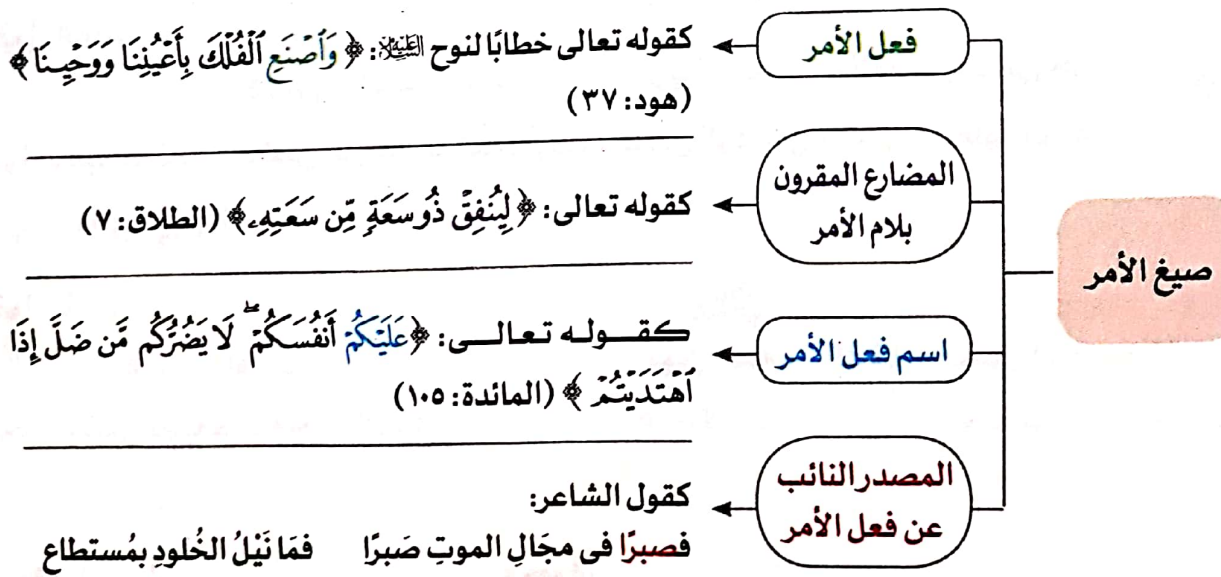 صيغ الأمر
فعل الأمر
كقوله تعالى خطابًا لنوح عليه السلام: ﴿ وَٱصْنَعِ ٱلْفُلْكَ بِأَعْيُنِنَا وَوَحْيِنَا ﴾
(هود: ٣٧)
المضارع المقرون
بلام الأمر
كقوله تعالى: ﴿ لِيُنفِقْ ذُو سَعَةٍ مِّن سَعَتِهِۦ ﴾ (الطلاق: ٧)
اسم فعل الأمر
كقوله تعالى: ﴿ عَلَيْكُمْ أَنفُسَكُمْ ۖ لَا يَضُرُّكُم مَّن ضَلَّ إِذَا
ٱهْتَدَيْتُمْ ﴾ (المائدة: ١٠٥)
المصدر النائب
عن فعل الأمر
كقول الشاعر:
فصبرًا فى مجَالِ الموتِ صَبرًا فمَا نَيْلُ الخُلودِ بمُستطاع